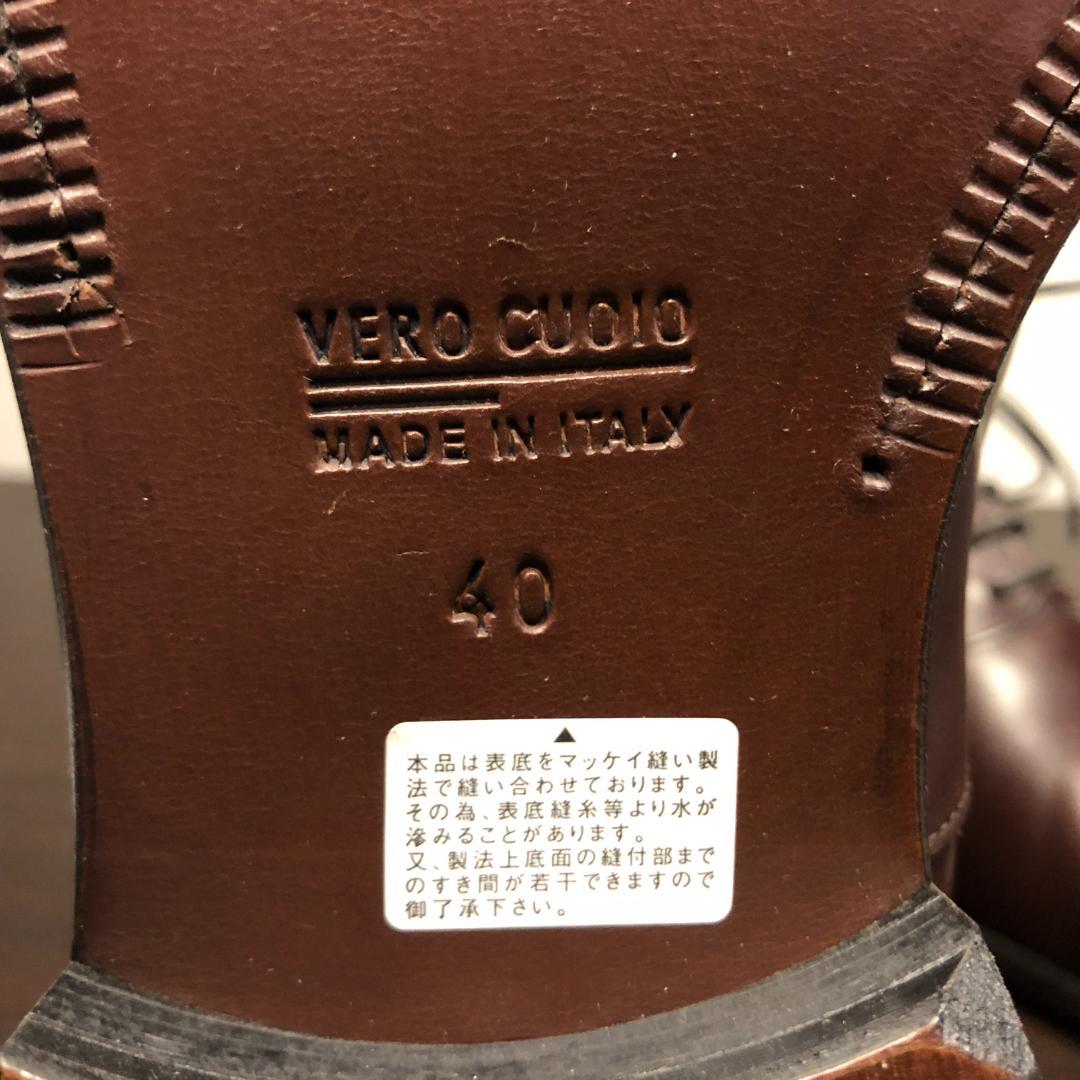 VERO CUOIO
MADE IN ITALY
40
本品は表底をマッケイ縫い製
法で縫い合わせております。
その為、表底縫糸等より水が
滲みることがあります。
又、製法上底面の縫付部まで
のすき間が若干できますので
御了承下さい。